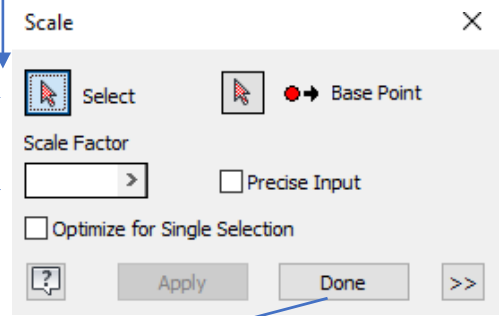 Scale
Select Base Point
Scale Factor
> Precise Input
Optimize for Single Selection
? Apply Done >>